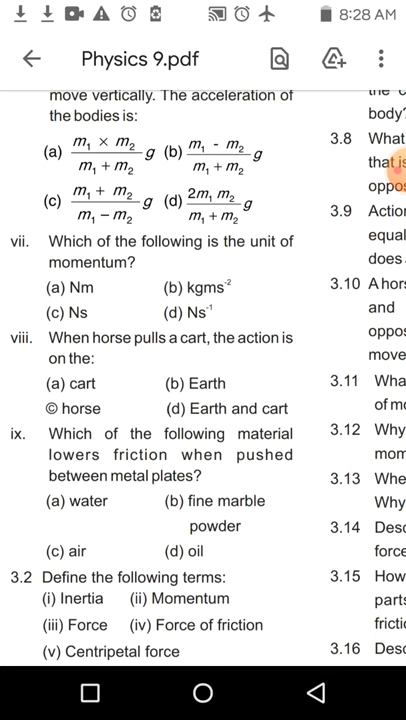 8:28 AM
Physics 9.pdf
move vertically. The acceleration of
the bodies is:
(a) m₁ × m₂ / m₁ + m₂ g (b) m₁ - m₂ / m₁ + m₂ g
(c) m₁ + m₂ / m₁ – m₂ g (d) 2m₁ m₂ / m₁ + m₂ g
vii. Which of the following is the unit of
momentum?
(a) Nm (b) kgms⁻²
(c) Ns (d) Ns⁻¹
viii. When horse pulls a cart, the action is
on the:
(a) cart (b) Earth
© horse (d) Earth and cart
ix. Which of the following material
lowers friction when pushed
between metal plates?
(a) water (b) fine marble
powder
(c) air (d) oil
3.2 Define the following terms:
(i) Inertia (ii) Momentum
(iii) Force (iv) Force of friction
(v) Centripetal force
body?
3.8 What
that is
oppos
3.9 Action
equal
does
3.10 A hors
and
oppos
move
3.11 Wha
of mo
3.12 Why
mom
3.13 Whe
Why
3.14 Desc
force
3.15 How
parts
frictio
3.16 Desc